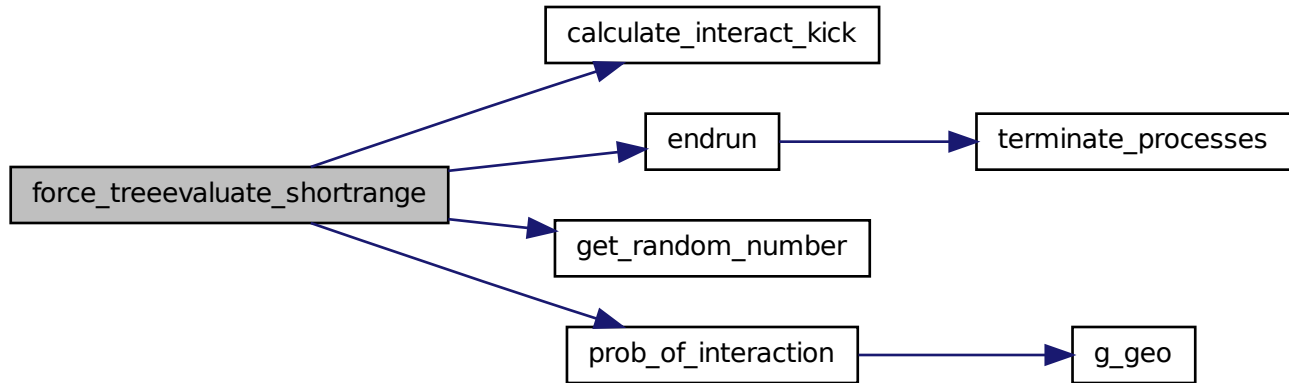 calculate_interact_kick
endrun
terminate_processes
force_treeevaluate_shortrange
get_random_number
prob_of_interaction
g_geo